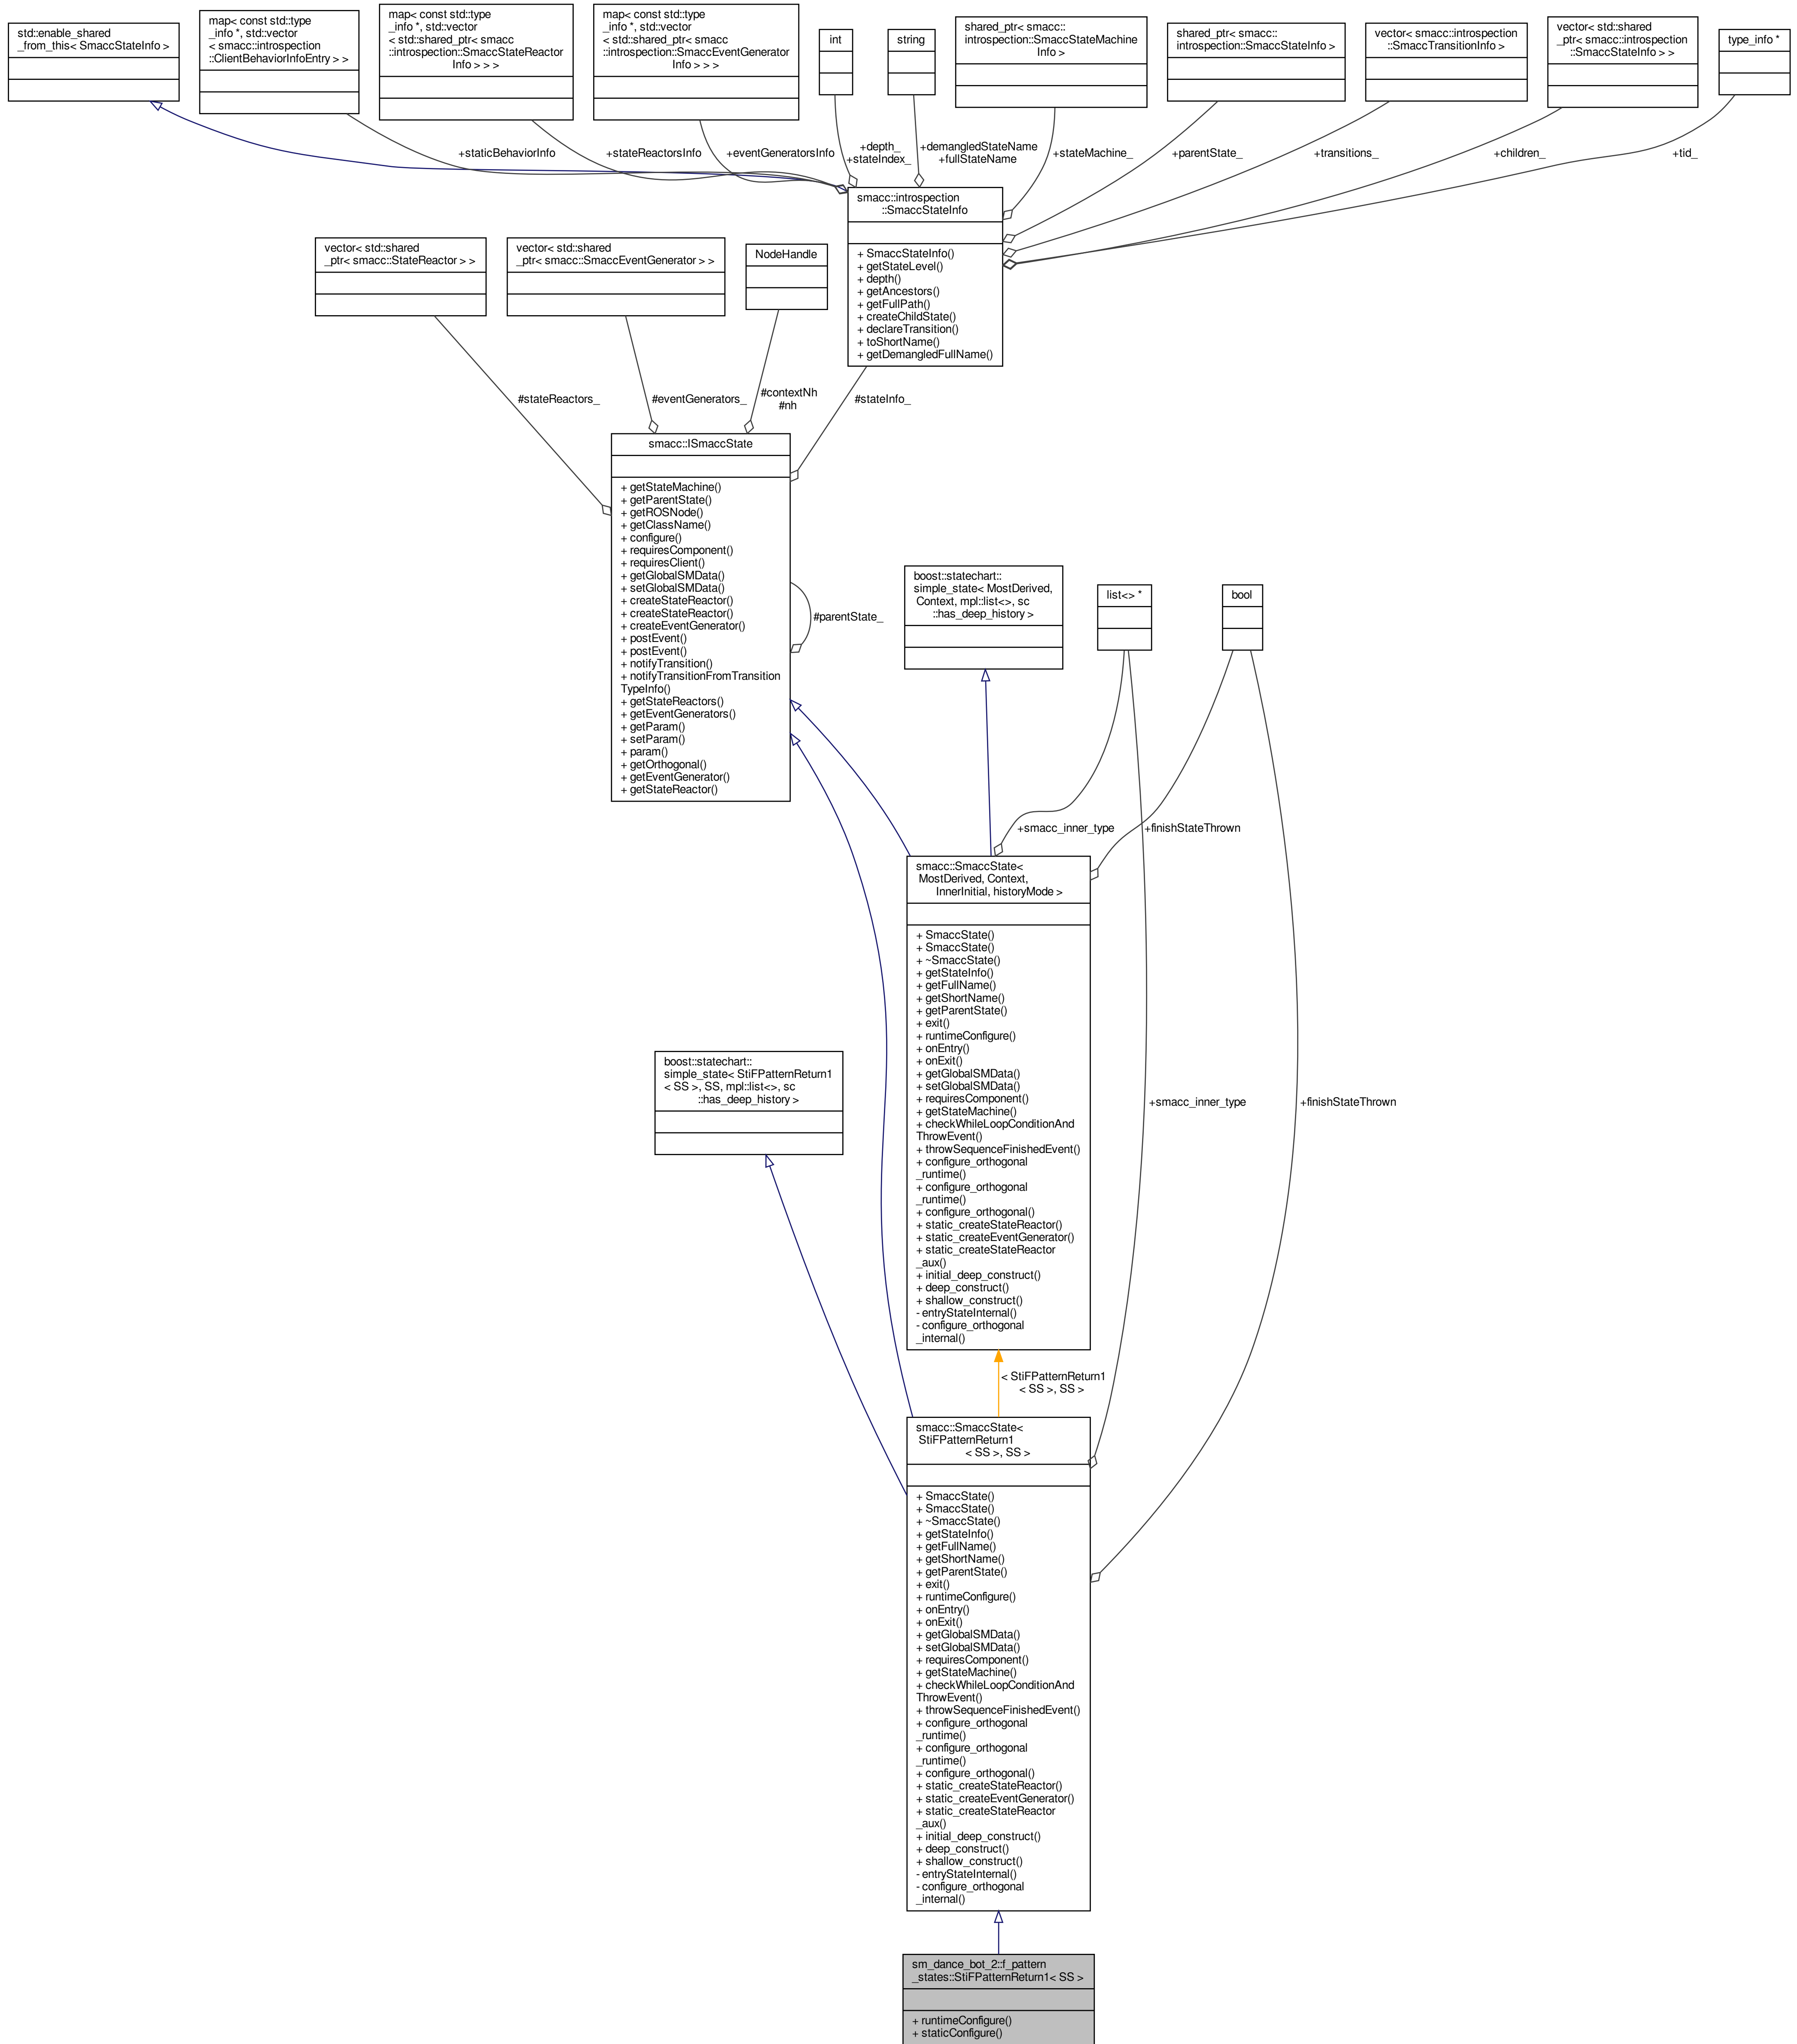 std::enable_shared
_from_this< SmaccStateInfo >
map< const std::type
_info *, std::vector
< smacc::introspection
::ClientBehaviorInfoEntry > >
map< const std::type
_info *, std::vector
< std::shared_ptr< smacc
::introspection::SmaccStateReactor
Info > > >
map< const std::type
_info *, std::vector
< std::shared_ptr< smacc
::introspection::SmaccEventGenerator
Info > > >
int
string
shared_ptr< smacc::
introspection::SmaccStateMachine
Info >
shared_ptr< smacc::
introspection::SmaccStateInfo >
vector< smacc::introspection
::SmaccTransitionInfo >
vector< std::shared
_ptr< smacc::introspection
::SmaccStateInfo > >
type_info *
+staticBehaviorInfo
+stateReactorsInfo
+eventGeneratorsInfo
+depth_
+stateIndex_
+demangledStateName
+fullStateName
+stateMachine_
+parentState_
+transitions_
+children_
+tid_
smacc::introspection
::SmaccStateInfo
+ SmaccStateInfo()
+ getStateLevel()
+ depth()
+ getAncestors()
+ getFullPath()
+ createChildState()
+ declareTransition()
+ toShortName()
+ getDemangledFullName()
vector< std::shared
_ptr< smacc::StateReactor > >
vector< std::shared
_ptr< smacc::SmaccEventGenerator > >
NodeHandle
#stateReactors_
#eventGenerators_
#contextNh
#nh
#stateInfo_
smacc::ISmaccState
+ getStateMachine()
+ getParentState()
+ getROSNode()
+ getClassName()
+ configure()
+ requiresComponent()
+ requiresClient()
+ getGlobalSMData()
+ setGlobalSMData()
+ createStateReactor()
+ createStateReactor()
+ createEventGenerator()
+ postEvent()
+ postEvent()
+ notifyTransition()
+ notifyTransitionFromTransition
TypeInfo()
+ getStateReactors()
+ getEventGenerators()
+ getParam()
+ setParam()
+ param()
+ getOrthogonal()
+ getEventGenerator()
+ getStateReactor()
#parentState_
boost::statechart::
simple_state< MostDerived,
Context, mpl::list<>, sc
::has_deep_history >
list<> *
bool
+smacc_inner_type
+finishStateThrown
smacc::SmaccState<
MostDerived, Context,
InnerInitial, historyMode >
+ SmaccState()
+ SmaccState()
+ ~SmaccState()
+ getStateInfo()
+ getFullName()
+ getShortName()
+ getParentState()
+ exit()
+ runtimeConfigure()
+ onEntry()
+ onExit()
+ getGlobalSMData()
+ setGlobalSMData()
+ requiresComponent()
+ getStateMachine()
+ checkWhileLoopConditionAnd
ThrowEvent()
+ throwSequenceFinishedEvent()
+ configure_orthogonal
_runtime()
+ configure_orthogonal
_runtime()
+ configure_orthogonal()
+ static_createStateReactor()
+ static_createEventGenerator()
+ static_createStateReactor
_aux()
+ initial_deep_construct()
+ deep_construct()
+ shallow_construct()
- entryStateInternal()
- configure_orthogonal
_internal()
boost::statechart::
simple_state< StiFPatternReturn1
< SS >, SS, mpl::list<>, sc
::has_deep_history >
+smacc_inner_type
+finishStateThrown
< StiFPatternReturn1
< SS >, SS >
smacc::SmaccState<
StiFPatternReturn1
< SS >, SS >
+ SmaccState()
+ SmaccState()
+ ~SmaccState()
+ getStateInfo()
+ getFullName()
+ getShortName()
+ getParentState()
+ exit()
+ runtimeConfigure()
+ onEntry()
+ onExit()
+ getGlobalSMData()
+ setGlobalSMData()
+ requiresComponent()
+ getStateMachine()
+ checkWhileLoopConditionAnd
ThrowEvent()
+ throwSequenceFinishedEvent()
+ configure_orthogonal
_runtime()
+ configure_orthogonal
_runtime()
+ configure_orthogonal()
+ static_createStateReactor()
+ static_createEventGenerator()
+ static_createStateReactor
_aux()
+ initial_deep_construct()
+ deep_construct()
+ shallow_construct()
- entryStateInternal()
- configure_orthogonal
_internal()
sm_dance_bot_2::f_pattern
_states::StiFPatternReturn1< SS >
+ runtimeConfigure()
+ staticConfigure()